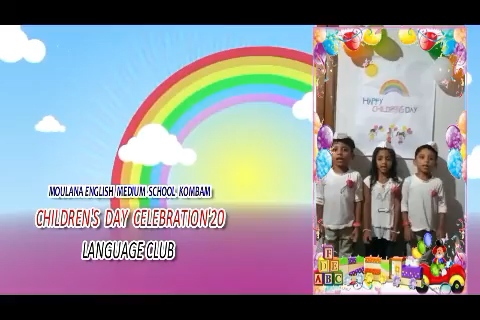 MOULANA ENGLISH MEDIUM SCHOOL KOMBAM
CHILDREN'S DAY CELEBRATION'20
LANGUAGE CLUB
HAPPY
CHILDREN'S DAY
F
D E
A B C